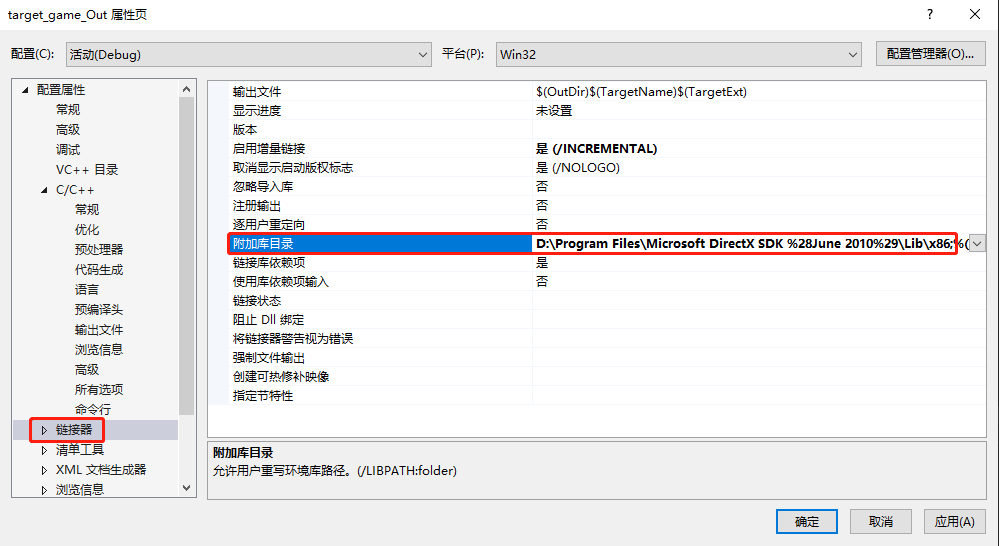 target_game_Out 属性页
配置(C): 活动(Debug) 平台(P): Win32 配置管理器(O)...
配置属性
常规
高级
调试
VC++ 目录
C/C++
常规
优化
预处理器
代码生成
语言
预编译头
输出文件
浏览信息
高级
所有选项
命令行
链接器
清单工具
XML 文档生成器
浏览信息
输出文件 $(OutDir)$(TargetName)$(TargetExt)
显示进度 未设置
版本
启用增量链接 是 (/INCREMENTAL)
取消显示启动版权标志 是 (/NOLOGO)
忽略导入库 否
注册输出 否
逐用户重定向 否
附加库目录 D:\Program Files\Microsoft DirectX SDK %28June 2010%29\Lib\x86;%(
链接库依赖项 是
使用库依赖项输入 否
链接状态
阻止 Dll 绑定
将链接器警告视为错误
强制文件输出
创建可热修补映像
指定节特性
附加库目录
允许用户重写环境库路径。(/LIBPATH:folder)
确定 取消 应用(A)